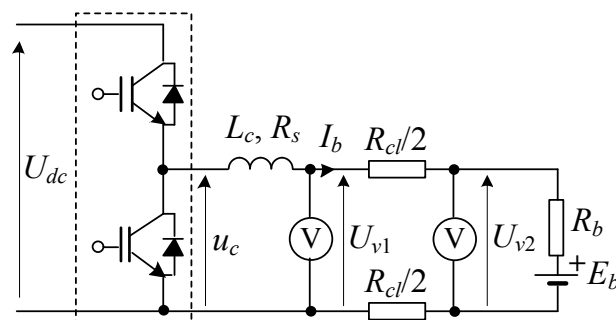 L_c, R_s
I_b
R_cl/2
U_dc
u_c
V
U_v1
V
U_v2
R_b
+
E_b
R_cl/2